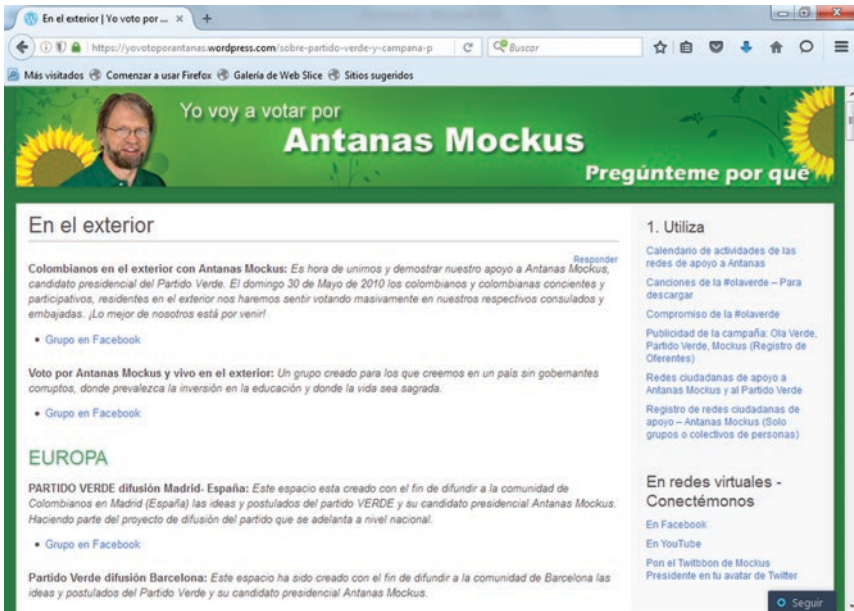 En el exterior | Yo voto por ...
https://yovotoporantanas.wordpress.com/sobre-partido-verde-y-campana-p
Buscar
Más visitados Comenzar a usar Firefox Galería de Web Slice Sitios sugeridos
Yo voy a votar por
Antanas Mockus
Pregúnteme por qué
En el exterior
Responder
Colombianos en el exterior con Antanas Mockus: Es hora de unirnos y demostrar nuestro apoyo a Antanas Mockus,
candidato presidencial del Partido Verde. El domingo 30 de Mayo de 2010 los colombianos y colombianas concientes y
participativos, residentes en el exterior nos haremos sentir votando masivamente en nuestros respectivos consulados y
embajadas. ¡Lo mejor de nosotros está por venir!
• Grupo en Facebook
Voto por Antanas Mockus y vivo en el exterior: Un grupo creado para los que creemos en un país sin gobernantes
corruptos, donde prevalezca la inversión en la educación y donde la vida sea sagrada.
• Grupo en Facebook
EUROPA
PARTIDO VERDE difusión Madrid- España: Este espacio esta creado con el fin de difundir a la comunidad de
Colombianos en Madrid (España) las ideas y postulados del partido VERDE y su candidato presidencial Antanas Mockus.
Haciendo parte del proyecto de difusión del partido que se adelanta a nivel nacional.
• Grupo en Facebook
Partido Verde difusión Barcelona: Este espacio ha sido creado con el fin de difundir a la comunidad de Barcelona las
ideas y postulados del Partido Verde y su candidato presidencial Antanas Mockus.
1. Utiliza
Calendario de actividades de las
redes de apoyo a Antanas
Canciones de la #olaverde – Para
descargar
Compromiso de la #olaverde
Publicidad de la campaña: Ola Verde,
Partido Verde, Mockus (Registro de
Oferentes)
Redes ciudadanas de apoyo a
Antanas Mockus y al Partido Verde
Registro de redes ciudadanas de
apoyo – Antanas Mockus (Solo
grupos o colectivos de personas)
En redes virtuales -
Conectémonos
En Facebook
En YouTube
Pon el Twitbbon de Mockus
Presidente en tu avatar de Twitter
Seguir